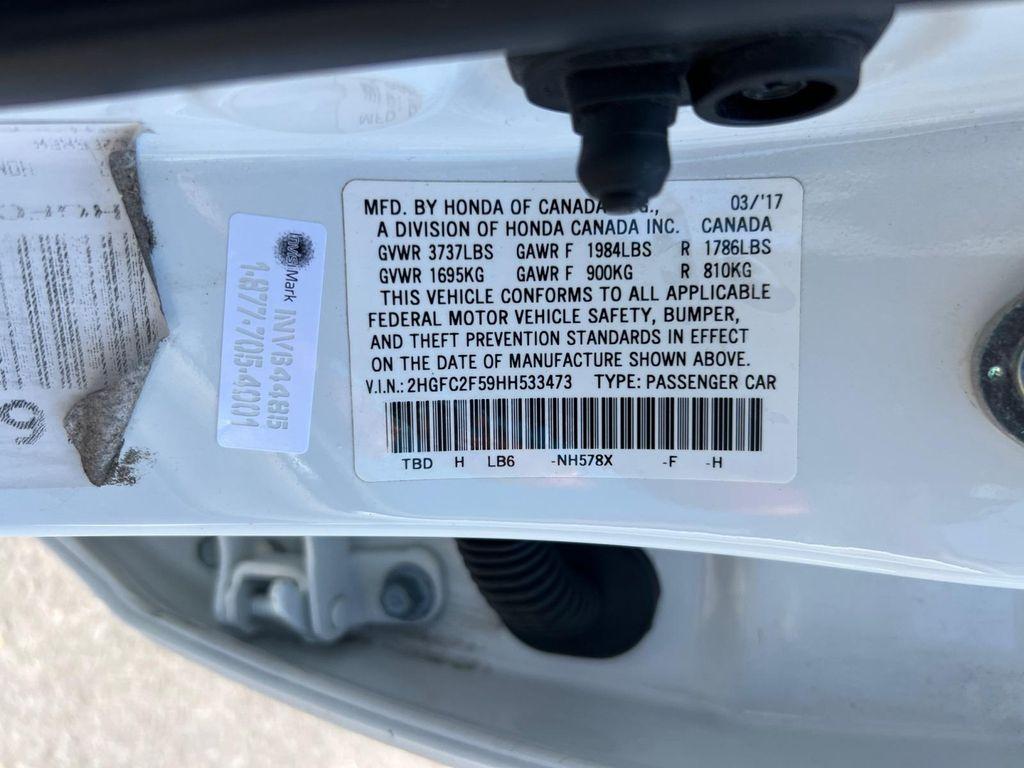 MFD. BY HONDA OF CANADA G., 03/'17
A DIVISION OF HONDA CANADA INC. CANADA
GVWR 3737LBS GAWR F 1984LBS R 1786LBS
GVWR 1695KG GAWR F 900KG R 810KG
THIS VEHICLE CONFORMS TO ALL APPLICABLE
FEDERAL MOTOR VEHICLE SAFETY, BUMPER,
AND THEFT PREVENTION STANDARDS IN EFFECT
ON THE DATE OF MANUFACTURE SHOWN ABOVE.
V.I.N.: 2HGFC2F59HH533473 TYPE: PASSENGER CAR
TBD H LB6 -NH578X -F -H
Mark INVB44815
1-877-705-4001